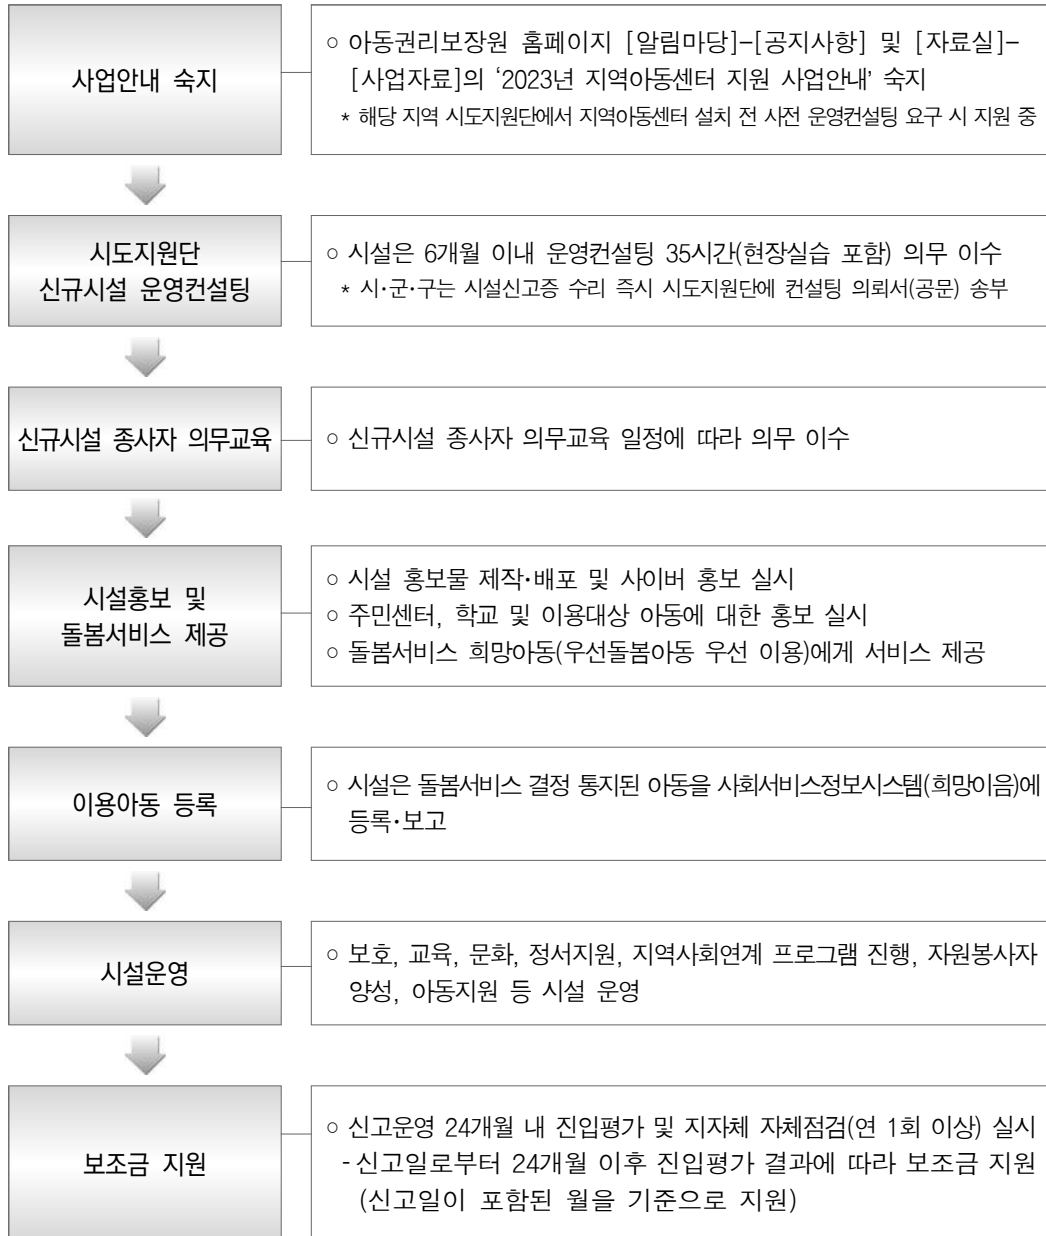 사업안내 숙지
○ 아동권리보장원 홈페이지 [알림마당]-[공지사항] 및 [자료실]-
[사업자료]의 ‘2023년 지역아동센터 지원 사업안내’ 숙지
* 해당 지역 시도지원단에서 지역아동센터 설치 전 사전 운영컨설팅 요구 시 지원 중
시도지원단
신규시설 운영컨설팅
○ 시설은 6개월 이내 운영컨설팅 35시간(현장실습 포함) 의무 이수
* 시·군·구는 시설신고증 수리 즉시 시도지원단에 컨설팅 의뢰서(공문) 송부
신규시설 종사자 의무교육
○ 신규시설 종사자 의무교육 일정에 따라 의무 이수
시설홍보 및
돌봄서비스 제공
○ 시설 홍보물 제작·배포 및 사이버 홍보 실시
○ 주민센터, 학교 및 이용대상 아동에 대한 홍보 실시
○ 돌봄서비스 희망아동(우선돌봄아동 우선 이용)에게 서비스 제공
이용아동 등록
○ 시설은 돌봄서비스 결정 통지된 아동을 사회서비스정보시스템(희망이음)에
등록·보고
시설운영
○ 보호, 교육, 문화, 정서지원, 지역사회연계 프로그램 진행, 자원봉사자
양성, 아동지원 등 시설 운영
보조금 지원
○ 신고운영 24개월 내 진입평가 및 지자체 자체점검(연 1회 이상) 실시
- 신고일로부터 24개월 이후 진입평가 결과에 따라 보조금 지원
(신고일이 포함된 월을 기준으로 지원)